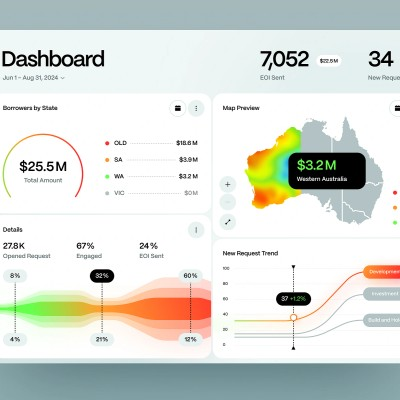 Dashboard
Jun 1 - Aug 31, 2024
7,052
$22.5M
EOI Sent
34
New Reque
Borrowers by State
$25.5M
Total Amount
OLD $18.6M
SA $3.9M
WA $3.2M
VIC $0M
Map Preview
$3.2M
Western Australia
Details
27.8K
Opened Request
67%
Engaged
24%
EOI Sent
8%
32%
60%
4%
21%
12%
New Request Trend
100
80
60
40
20
0
37 +1.2%
Development
Investment
Build and Hold